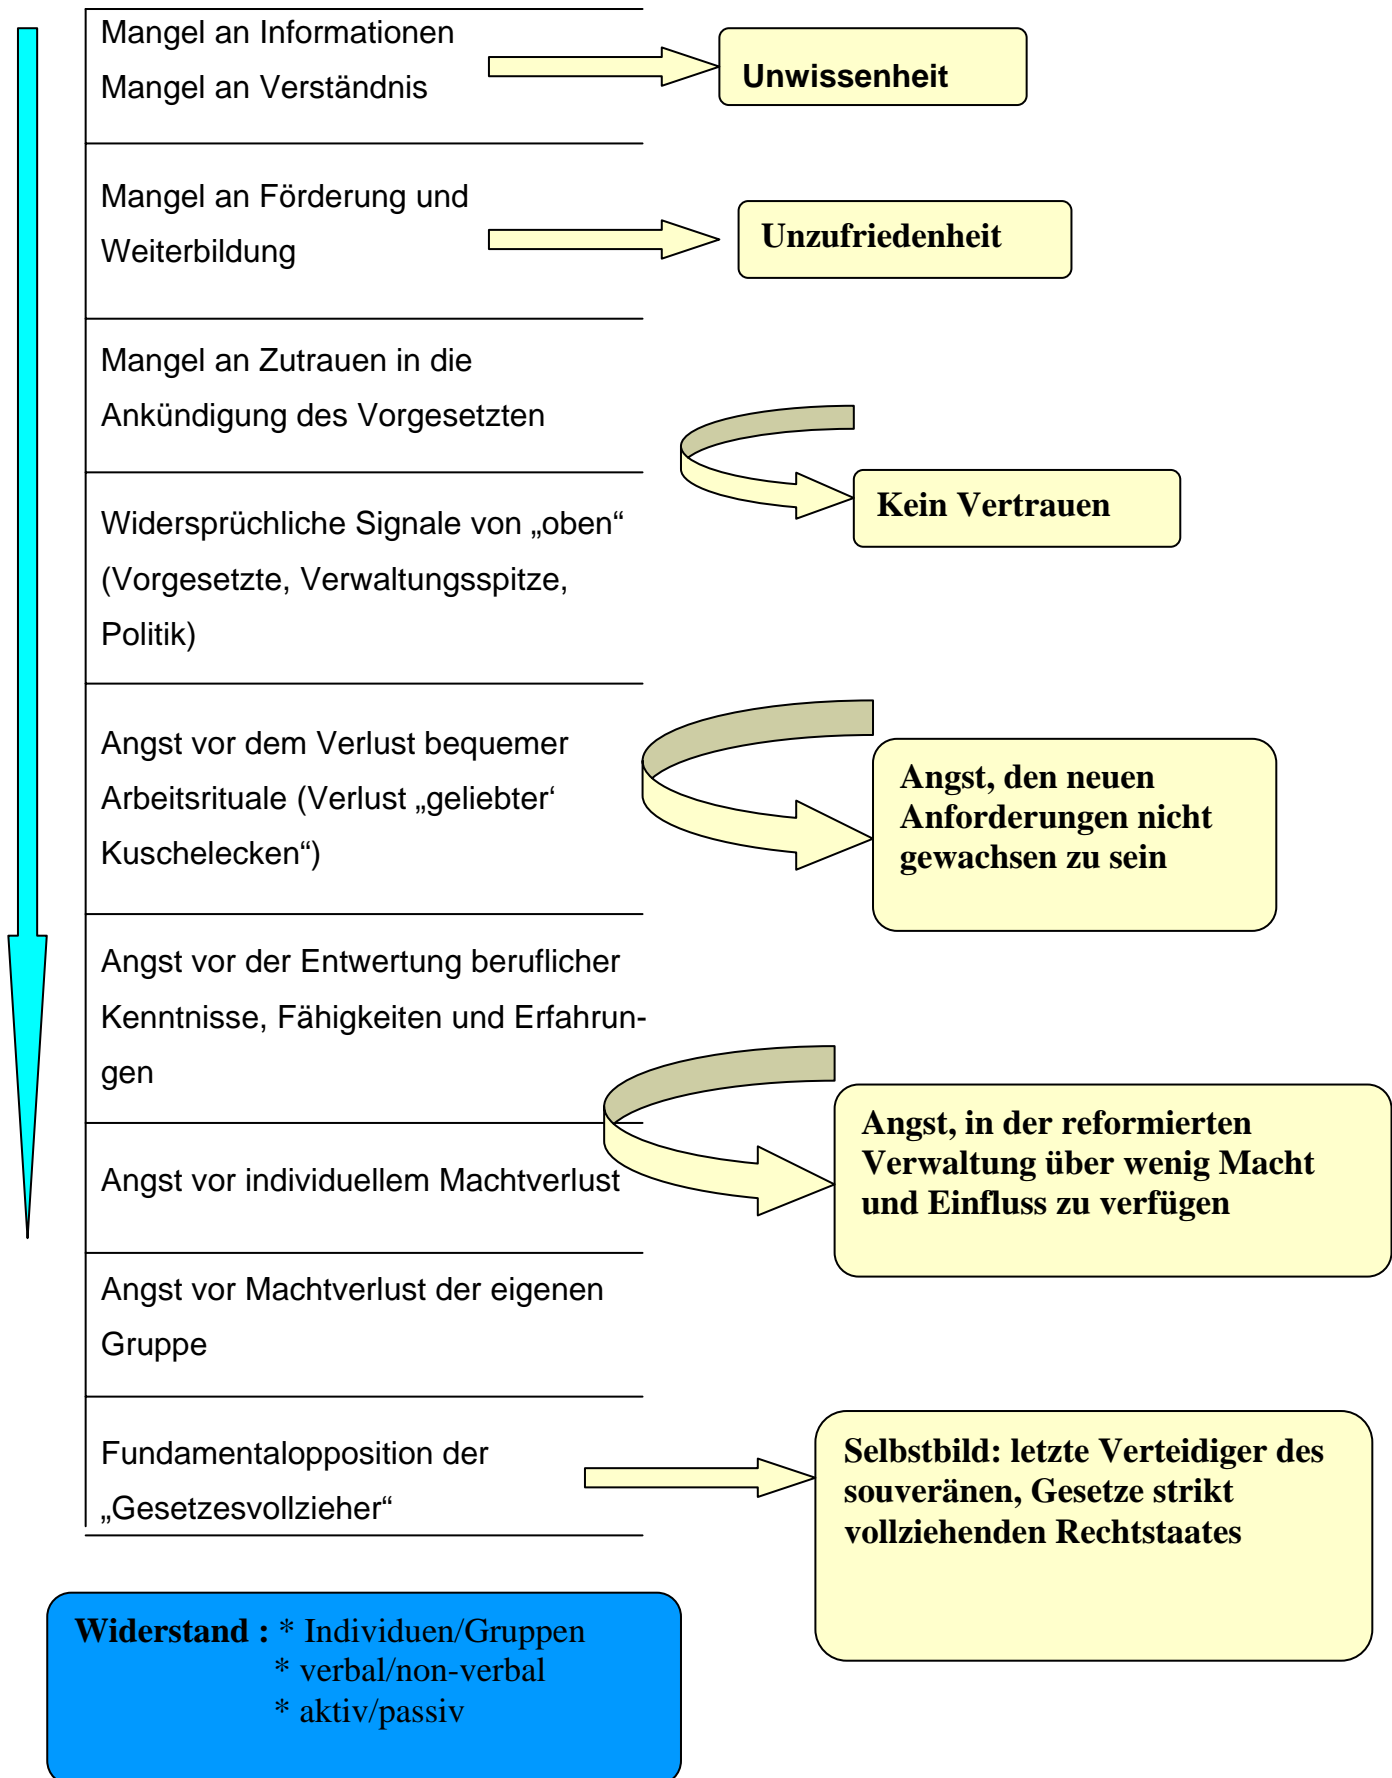 Mangel an Informationen
Mangel an Verständnis
Unwissenheit
Mangel an Förderung und
Weiterbildung
Unzufriedenheit
Mangel an Zutrauen in die
Ankündigung des Vorgesetzten
Kein Vertrauen
Widersprüchliche Signale von „oben“
(Vorgesetzte, Verwaltungsspitze,
Politik)
Angst vor dem Verlust bequemer
Arbeitsrituale (Verlust „geliebter‘
Kuschelecken“)
Angst, den neuen
Anforderungen nicht
gewachsen zu sein
Angst vor der Entwertung beruflicher
Kenntnisse, Fähigkeiten und Erfahrun-
gen
Angst vor individuellem Machtverlust
Angst, in der reformierten
Verwaltung über wenig Macht
und Einfluss zu verfügen
Angst vor Machtverlust der eigenen
Gruppe
Fundamentalopposition der
„Gesetzesvollzieher“
Selbstbild: letzte Verteidiger des
souveränen, Gesetze strikt
vollziehenden Rechtstaates
Widerstand : * Individuen/Gruppen
* verbal/non-verbal
* aktiv/passiv